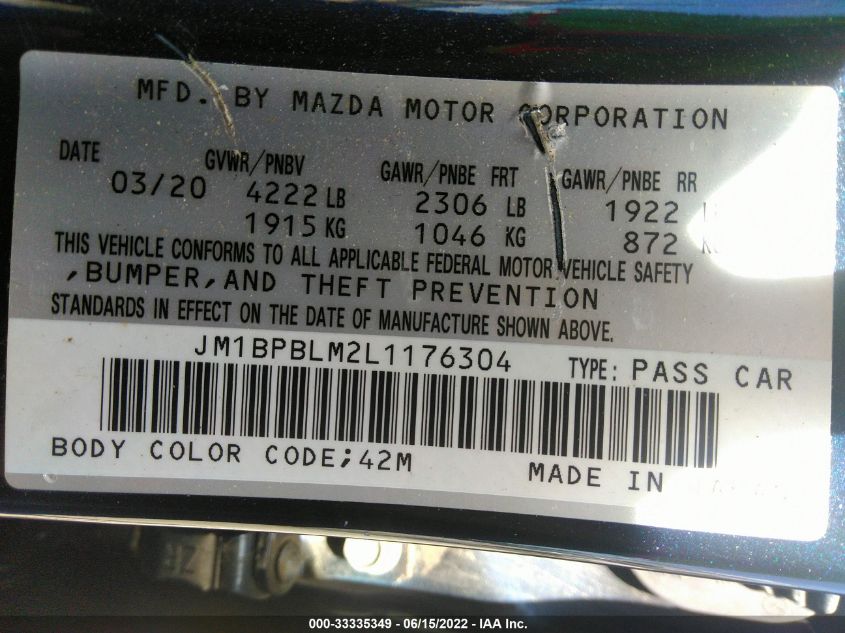 MFD. BY MAZDA MOTOR CORPORATION
DATE GVWR/PNBV GAWR/PNBE FRT GAWR/PNBE RR
03/20 4222 LB 2306 LB 1922
1915 KG 1046 KG 872
THIS VEHICLE CONFORMS TO ALL APPLICABLE FEDERAL MOTOR VEHICLE SAFETY
,BUMPER,AND THEFT PREVENTION
STANDARDS IN EFFECT ON THE DATE OF MANUFACTURE SHOWN ABOVE.
JM1BPBLM2L1176304 TYPE: PASS CAR
BODY COLOR CODE;42M MADE IN
000-33335349 - 06/15/2022 - IAA Inc.